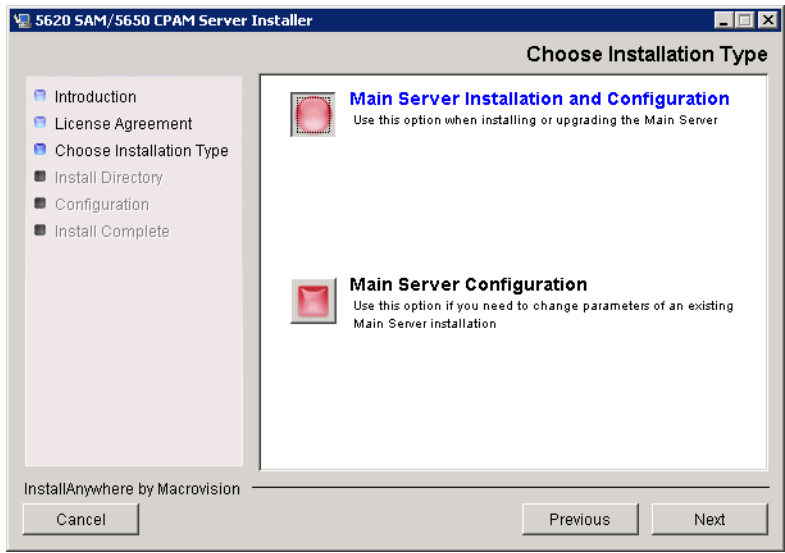 5620 SAM/5650 CPAM Server Installer
Choose Installation Type
Introduction
License Agreement
Choose Installation Type
Install Directory
Configuration
Install Complete
Main Server Installation and Configuration
Use this option when installing or upgrading the Main Server
Main Server Configuration
Use this option if you need to change parameters of an existing
Main Server installation
InstallAnywhere by Macrovision
Cancel
Previous
Next